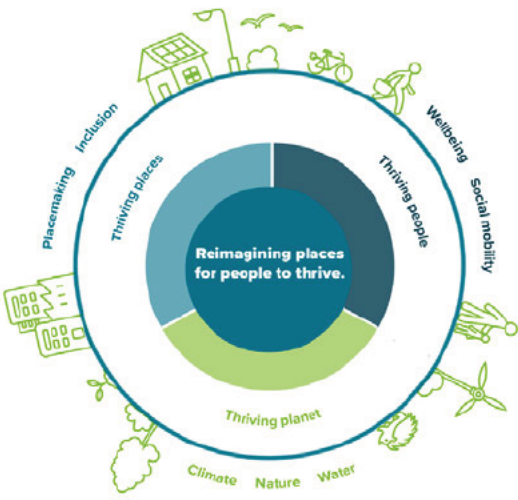 Reimagining places
for people to thrive.
Thriving places
Thriving people
Thriving planet
Placemaking Inclusion
Wellbeing Social mobility
Climate Nature Water